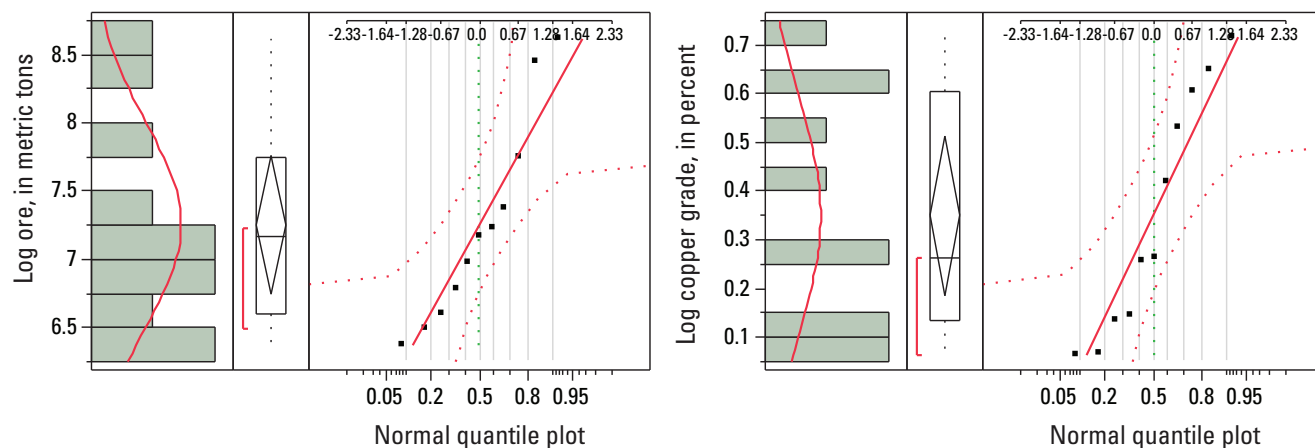 Log ore, in metric tons
8.5
8
7.5
7
6.5
-2.33 -1.64 -1.28 -0.67 0.0 0.67 1.28 1.64 2.33
0.05 0.2 0.5 0.8 0.95
Normal quantile plot
Log copper grade, in percent
0.7
0.6
0.5
0.4
0.3
0.2
0.1
-2.33 -1.64 -1.28 -0.67 0.0 0.67 1.28 1.64 2.33
0.05 0.2 0.5 0.8 0.95
Normal quantile plot